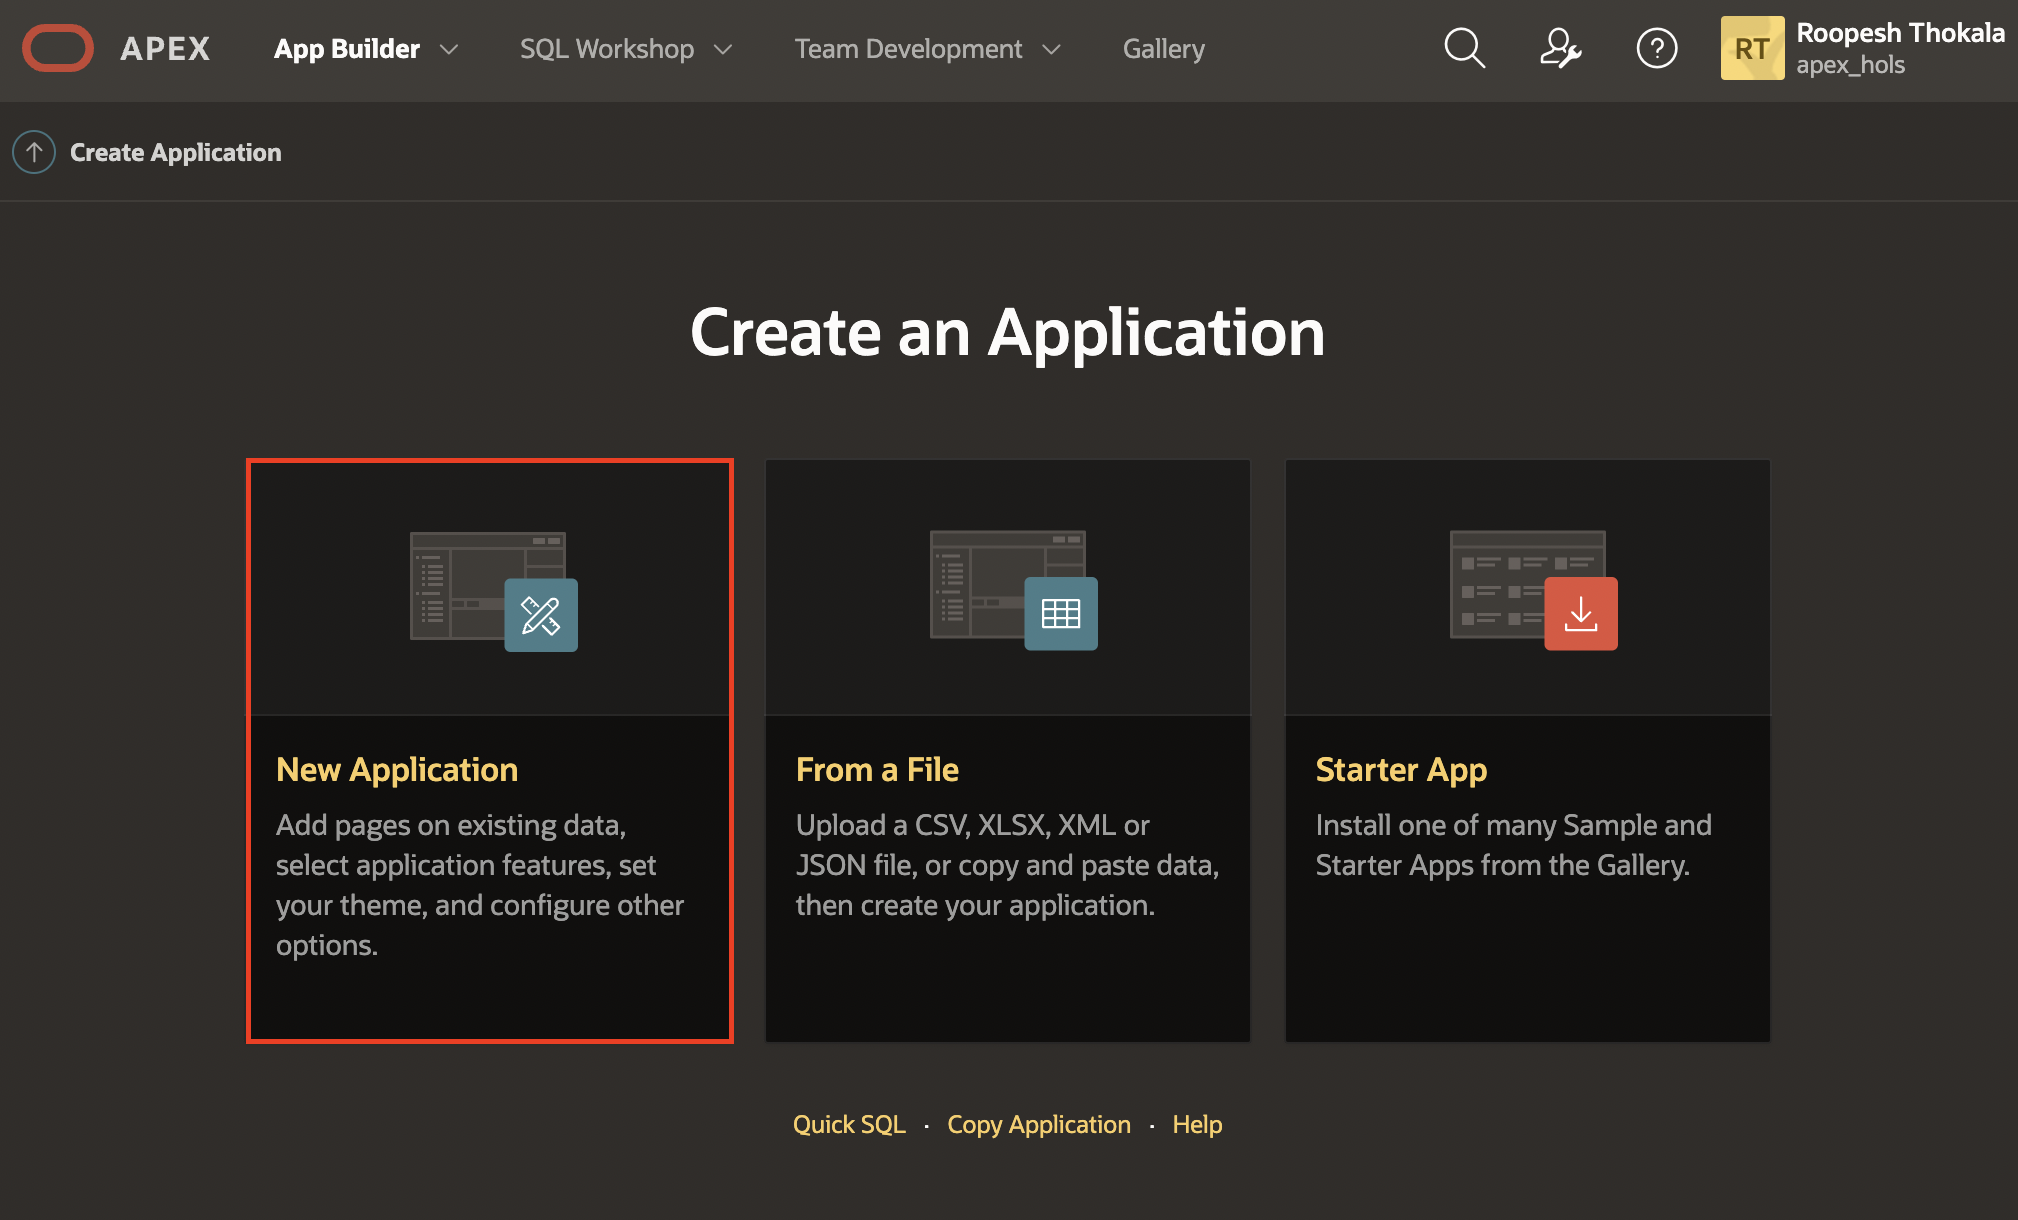 APEX App Builder SQL Workshop Team Development Gallery ? RT Roopesh Thokala
apex_hols
Create Application
Create an Application
New Application
Add pages on existing data,
select application features, set
your theme, and configure other
options.
From a File
Upload a CSV, XLSX, XML or
JSON file, or copy and paste data,
then create your application.
Starter App
Install one of many Sample and
Starter Apps from the Gallery.
Quick SQL · Copy Application · Help